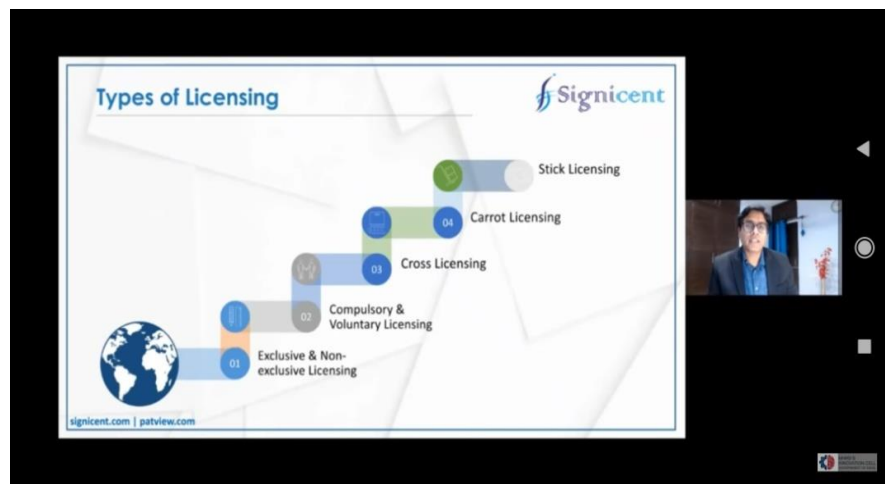 Types of Licensing
Signicent
Stick Licensing
04
Carrot Licensing
03
Cross Licensing
02
Compulsory &
Voluntary Licensing
01
Exclusive & Non-
exclusive Licensing
signicent.com | patview.com